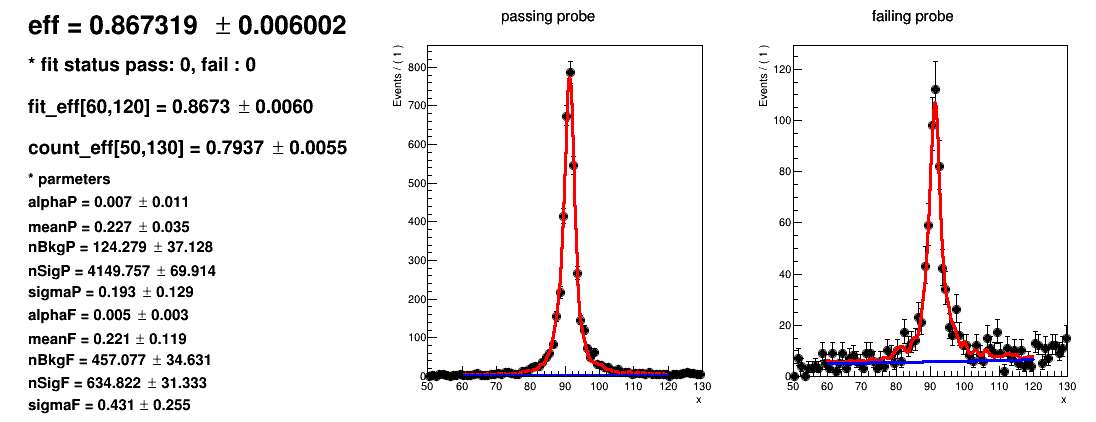 eff = 0.867319 ± 0.006002
* fit status pass: 0, fail : 0
fit_eff[60,120] = 0.8673 ± 0.0060
count_eff[50,130] = 0.7937 ± 0.0055
* parmeters
alphaP = 0.007 ± 0.011
meanP = 0.227 ± 0.035
nBkgP = 124.279 ± 37.128
nSigP = 4149.757 ± 69.914
sigmaP = 0.193 ± 0.129
alphaF = 0.005 ± 0.003
meanF = 0.221 ± 0.119
nBkgF = 457.077 ± 34.631
nSigF = 634.822 ± 31.333
sigmaF = 0.431 ± 0.255
passing probe
Events / ( 1 )
800
700
600
500
400
300
200
100
0
50 60 70 80 90 100 110 120 130
x
failing probe
Events / ( 1 )
120
100
80
60
40
20
0
50 60 70 80 90 100 110 120 130
x